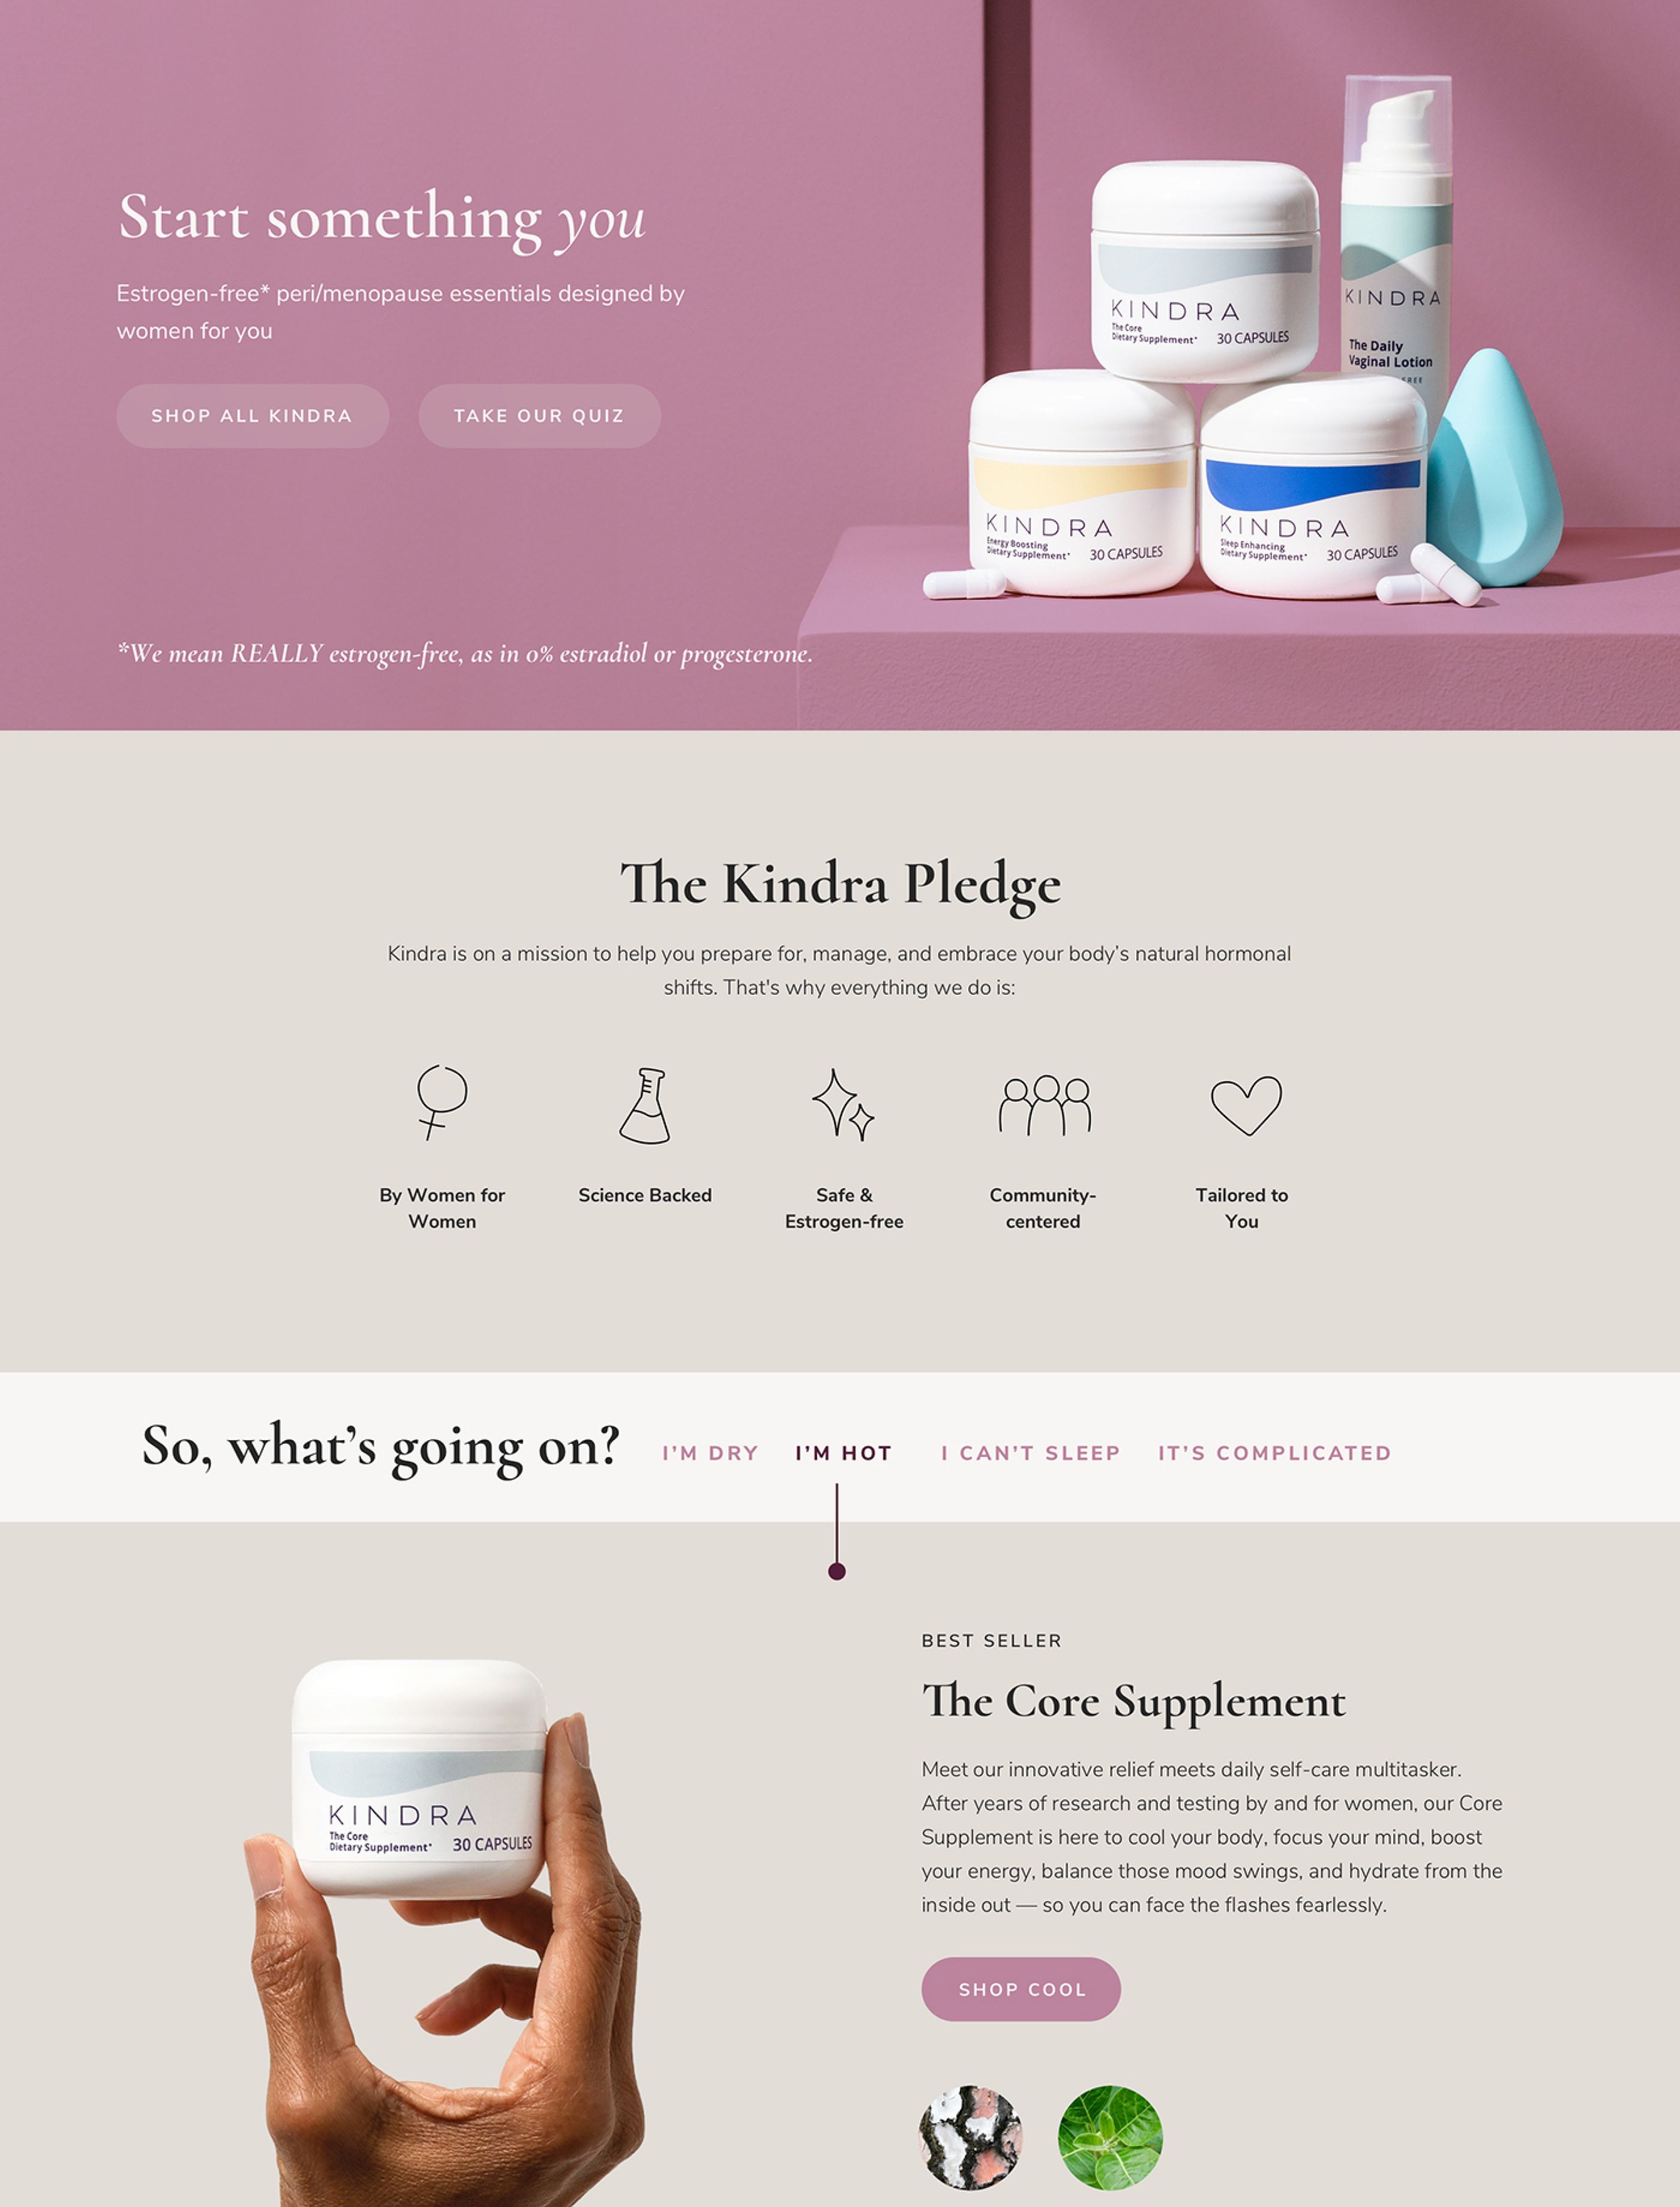 Start something you
Estrogen-free* peri/menopause essentials designed by
women for you
SHOP ALL KINDRA
TAKE OUR QUIZ
KINDRA
The Core
Dietary Supplement*
30 CAPSULES
KINDRA
The Daily
Vaginal Lotion
KINDRA
Energy Boosting
Dietary Supplement*
30 CAPSULES
KINDRA
Sleep Enhancing
Dietary Supplement*
30 CAPSULES
*We mean REALLY estrogen-free, as in 0% estradiol or progesterone.
The Kindra Pledge
Kindra is on a mission to help you prepare for, manage, and embrace your body’s natural hormonal
shifts. That's why everything we do is:
By Women for
Women
Science Backed
Safe &
Estrogen-free
Community-
centered
Tailored to
You
So, what’s going on?
I’M DRY
I’M HOT
I CAN’T SLEEP
IT’S COMPLICATED
KINDRA
The Core
Dietary Supplement*
30 CAPSULES
BEST SELLER
The Core Supplement
Meet our innovative relief meets daily self-care multitasker.
After years of research and testing by and for women, our Core
Supplement is here to cool your body, focus your mind, boost
your energy, balance those mood swings, and hydrate from the
inside out — so you can face the flashes fearlessly.
SHOP COOL